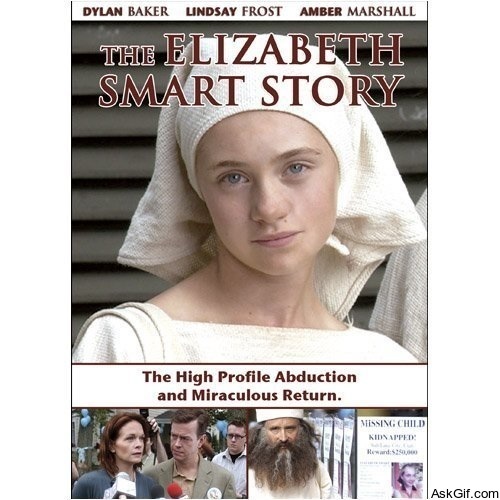 DYLAN BAKER LINDSAY FROST AMBER MARSHALL
THE ELIZABETH
SMART STORY
The High Profile Abduction
and Miraculous Return.
MISSING CHILD
KIDNAPPED!
Reward:$250,000
AskGif.com